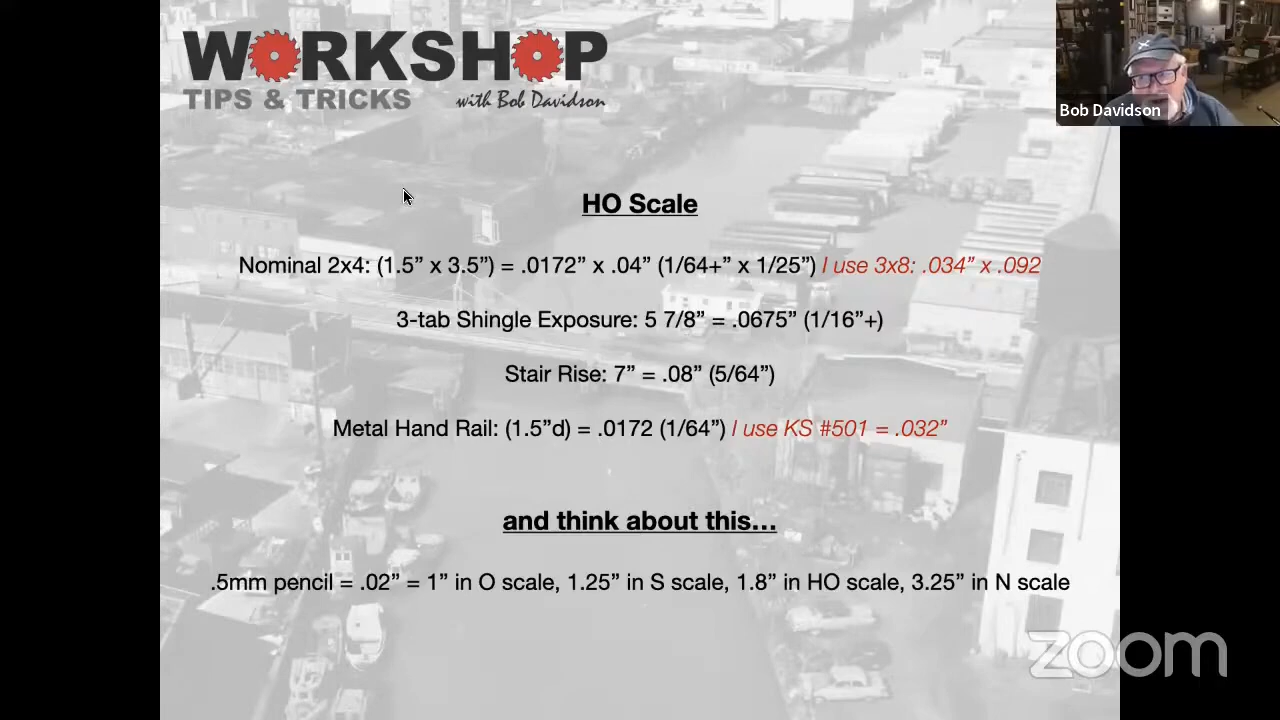 WORKSHOP
TIPS & TRICKS with Bob Davidson
Bob Davidson
HO Scale
Nominal 2x4: (1.5” x 3.5”) = .0172” x .04” (1/64+” x 1/25”) I use 3x8: .034” x .092
3-tab Shingle Exposure: 5 7/8” = .0675” (1/16”+)
Stair Rise: 7” = .08” (5/64”)
Metal Hand Rail: (1.5”d) = .0172 (1/64”) I use KS #501 = .032”
and think about this...
.5mm pencil = .02” = 1” in O scale, 1.25” in S scale, 1.8” in HO scale, 3.25” in N scale
zoom